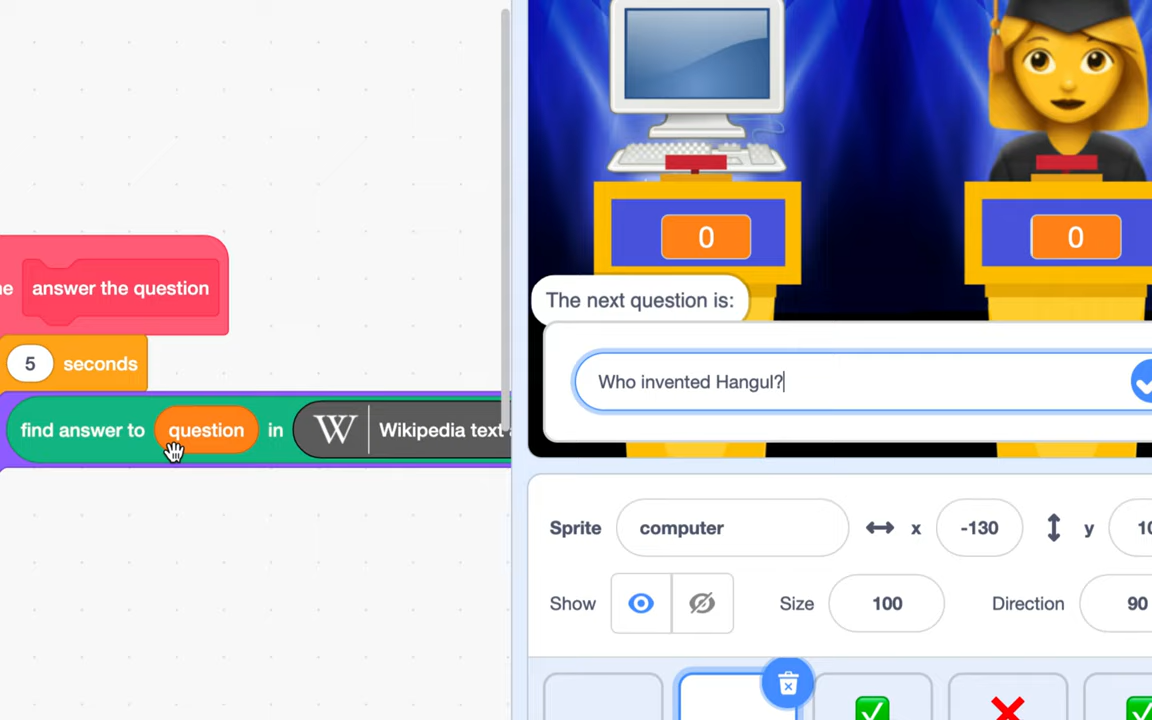 answer the question
5 seconds
find answer to question in W Wikipedia text
0
0
The next question is:
Who invented Hangul?
Sprite computer x -130 y
Show Size 100 Direction 90